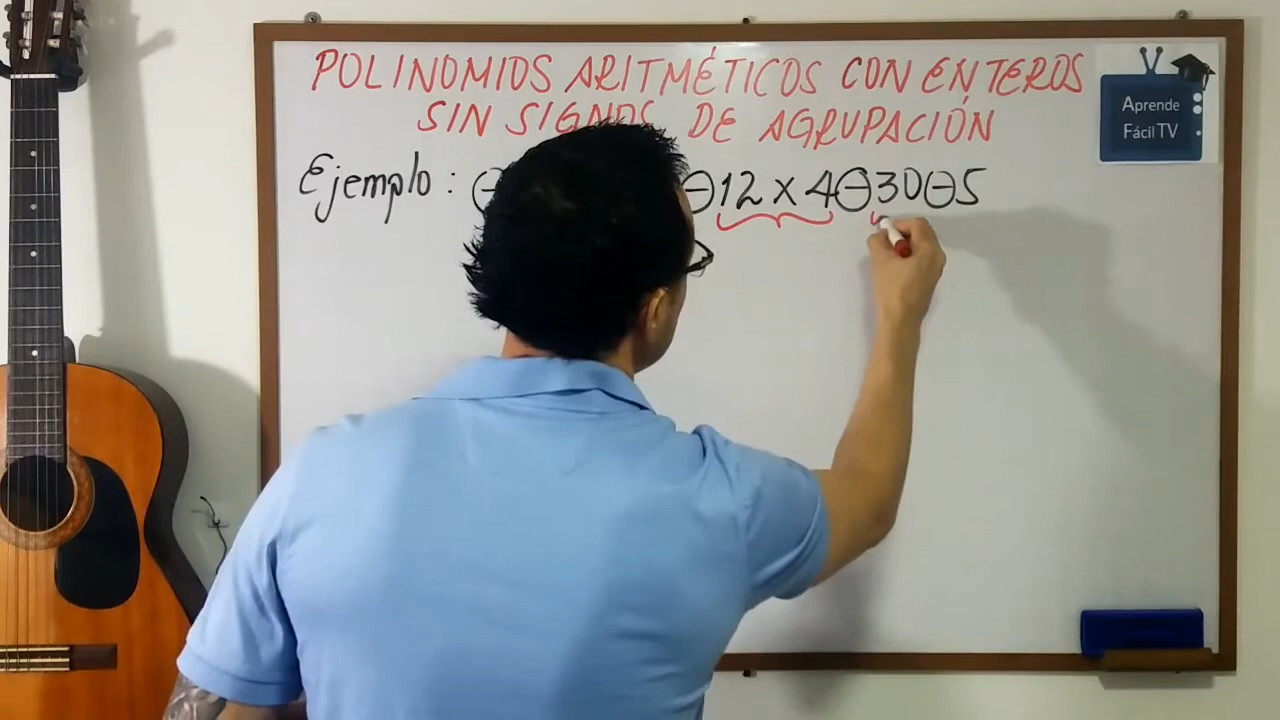 POLINOMIOS ARITMÉTICOS CON ENTEROS
SIN SIGNOS DE AGRUPACIÓN
Ejemplo: ⊖12 x 4⊖30⊖5
Aprende
Fácil TV